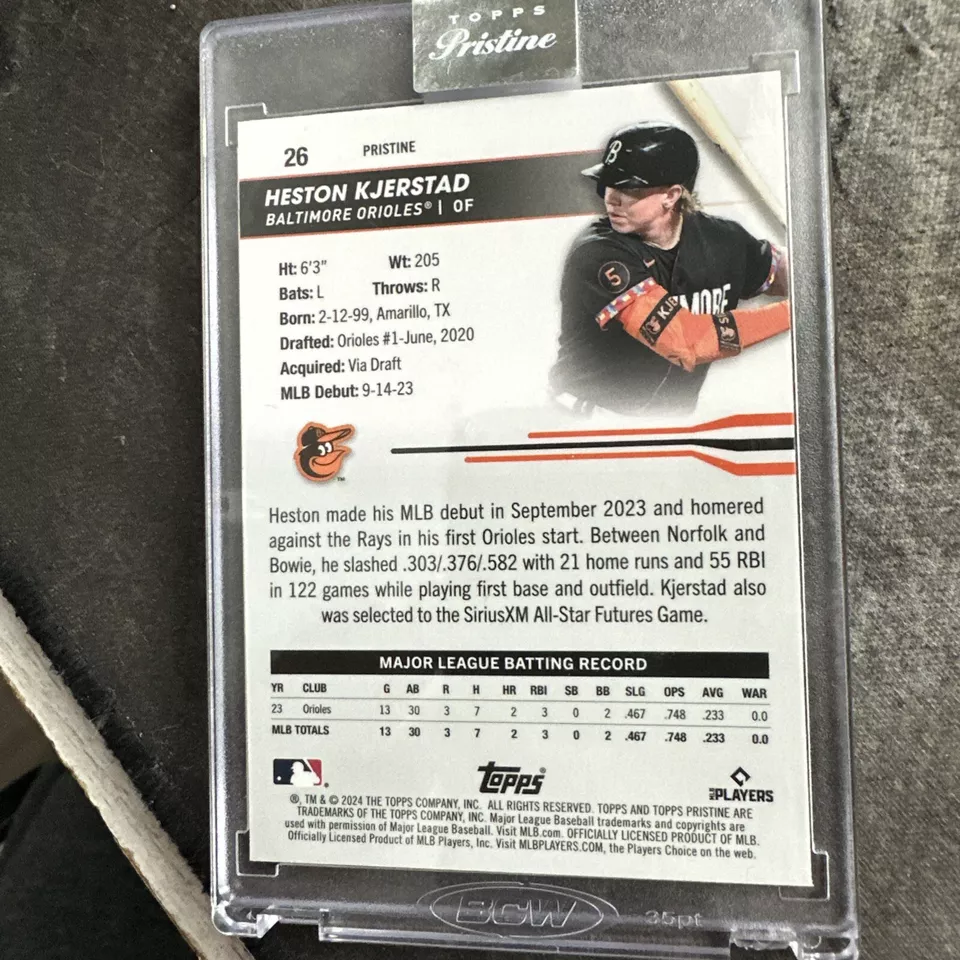 TOPPS
Pristine
26 PRISTINE
HESTON KJERSTAD
BALTIMORE ORIOLES® | OF
B
5
MORE
KJE
Ht: 6'3" Wt: 205
Bats: L Throws: R
Born: 2-12-99, Amarillo, TX
Drafted: Orioles #1-June, 2020
Acquired: Via Draft
MLB Debut: 9-14-23
TM
Heston made his MLB debut in September 2023 and homered
against the Rays in his first Orioles start. Between Norfolk and
Bowie, he slashed .303/.376/.582 with 21 home runs and 55 RBI
in 122 games while playing first base and outfield. Kjerstad also
was selected to the SiriusXM All-Star Futures Game.
MAJOR LEAGUE BATTING RECORD
YR CLUB G AB R H HR RBI SB BB SLG OPS AVG WAR
23 Orioles 13 30 3 7 2 3 0 2 .467 .748 .233 0.0
MLB TOTALS 13 30 3 7 2 3 0 2 .467 .748 .233 0.0
topps®
MLB PLAYERS
®, TM & © 2024 THE TOPPS COMPANY, INC. ALL RIGHTS RESERVED. TOPPS AND TOPPS PRISTINE ARE
TRADEMARKS OF THE TOPPS COMPANY, INC. Major League Baseball trademarks and copyrights are
used with permission of Major League Baseball. Visit MLB.com. OFFICIALLY LICENSED PRODUCT OF MLB.
Officially Licensed Product of MLB Players, Inc. Visit MLBPLAYERS.COM, the Players Choice on the web.
BCW 35pt